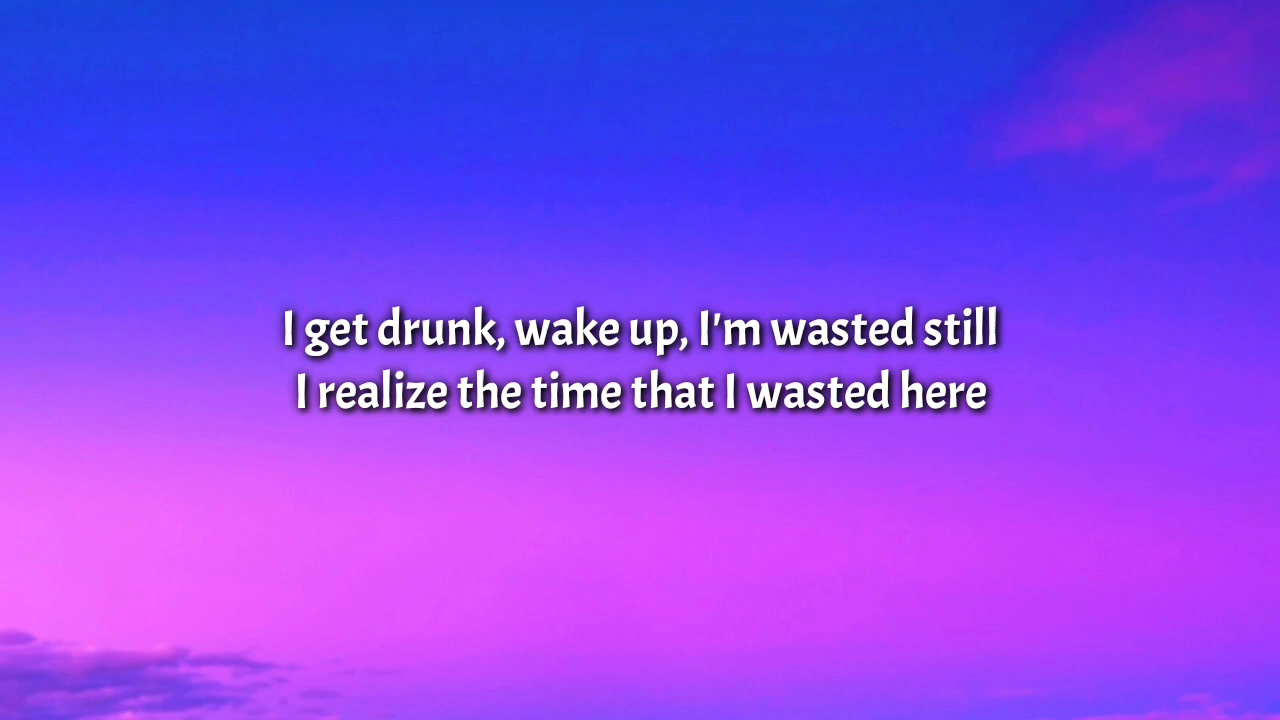 I get drunk, wake up, I'm wasted still
I realize the time that I wasted here